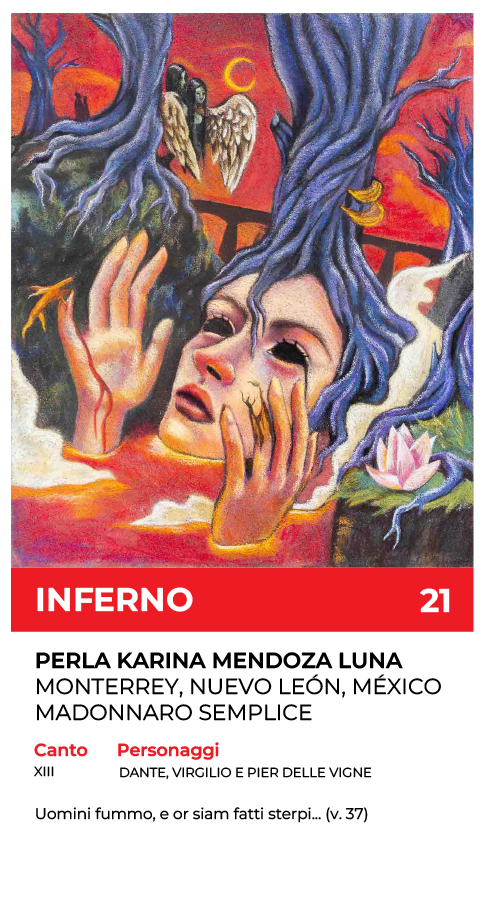 INFERNO 21
PERLA KARINA MENDOZA LUNA
MONTERREY, NUEVO LEÓN, MÉXICO
MADONNARO SEMPLICE
Canto Personaggi
XIII DANTE, VIRGILIO E PIER DELLE VIGNE
Uomini fummo, e or siam fatti sterpi... (v. 37)